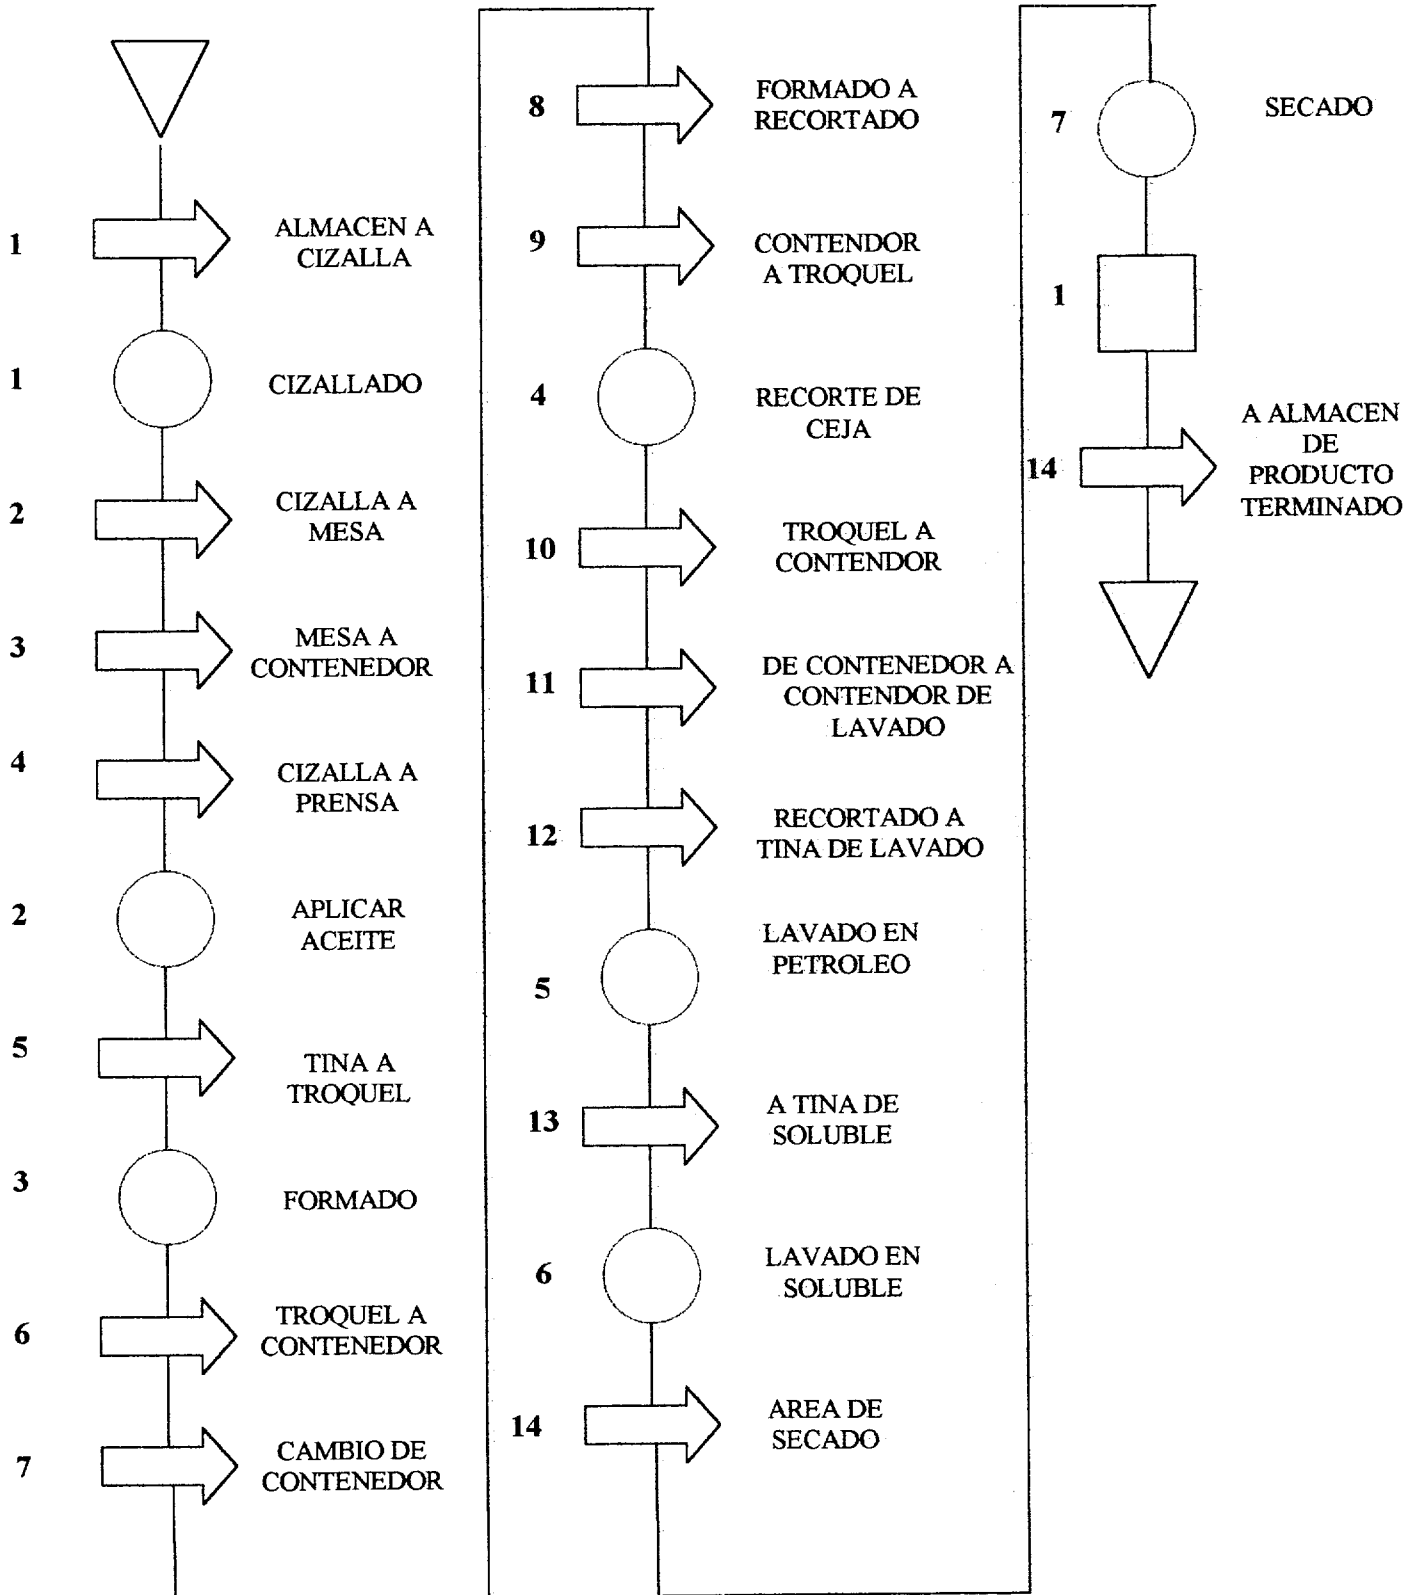 1
ALMACEN A
CIZALLA
1
CIZALLADO
2
CIZALLA A
MESA
3
MESA A
CONTENEDOR
4
CIZALLA A
PRENSA
2
APLICAR
ACEITE
5
TINA A
TROQUEL
3
FORMADO
6
TROQUEL A
CONTENEDOR
7
CAMBIO DE
CONTENEDOR
8
FORMADO A
RECORTADO
9
CONTENDOR
A TROQUEL
4
RECORTE DE
CEJA
10
TROQUEL A
CONTENDOR
11
DE CONTENEDOR A
CONTENDOR DE
LAVADO
12
RECORTADO A
TINA DE LAVADO
5
LAVADO EN
PETROLEO
13
A TINA DE
SOLUBLE
6
LAVADO EN
SOLUBLE
14
AREA DE
SECADO
7
SECADO
1
14
A ALMACEN
DE
PRODUCTO
TERMINADO